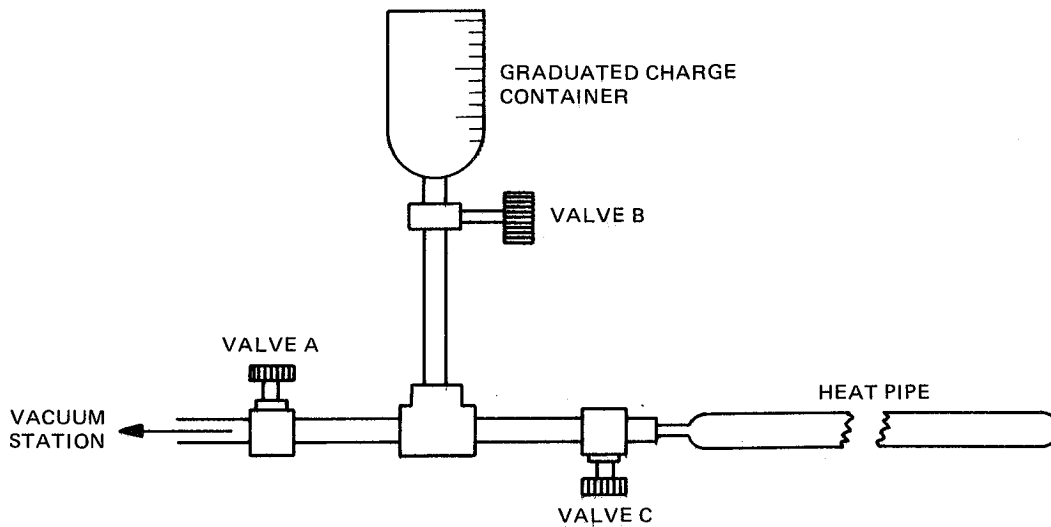 GRADUATED CHARGE
CONTAINER
VALVE B
VALVE A
HEAT PIPE
VACUUM
STATION
VALVE C